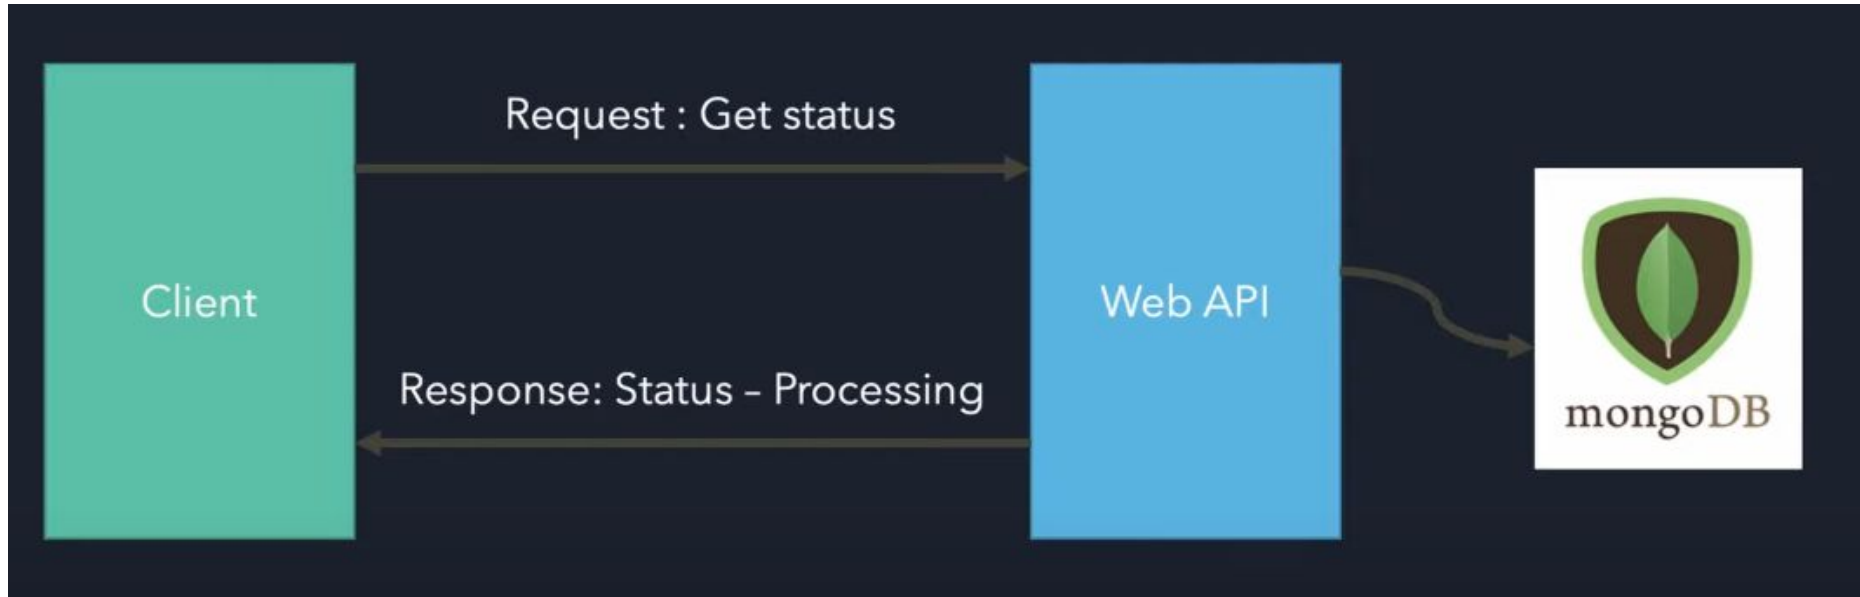 Request : Get status
Client
Web API
Response: Status – Processing
mongoDB